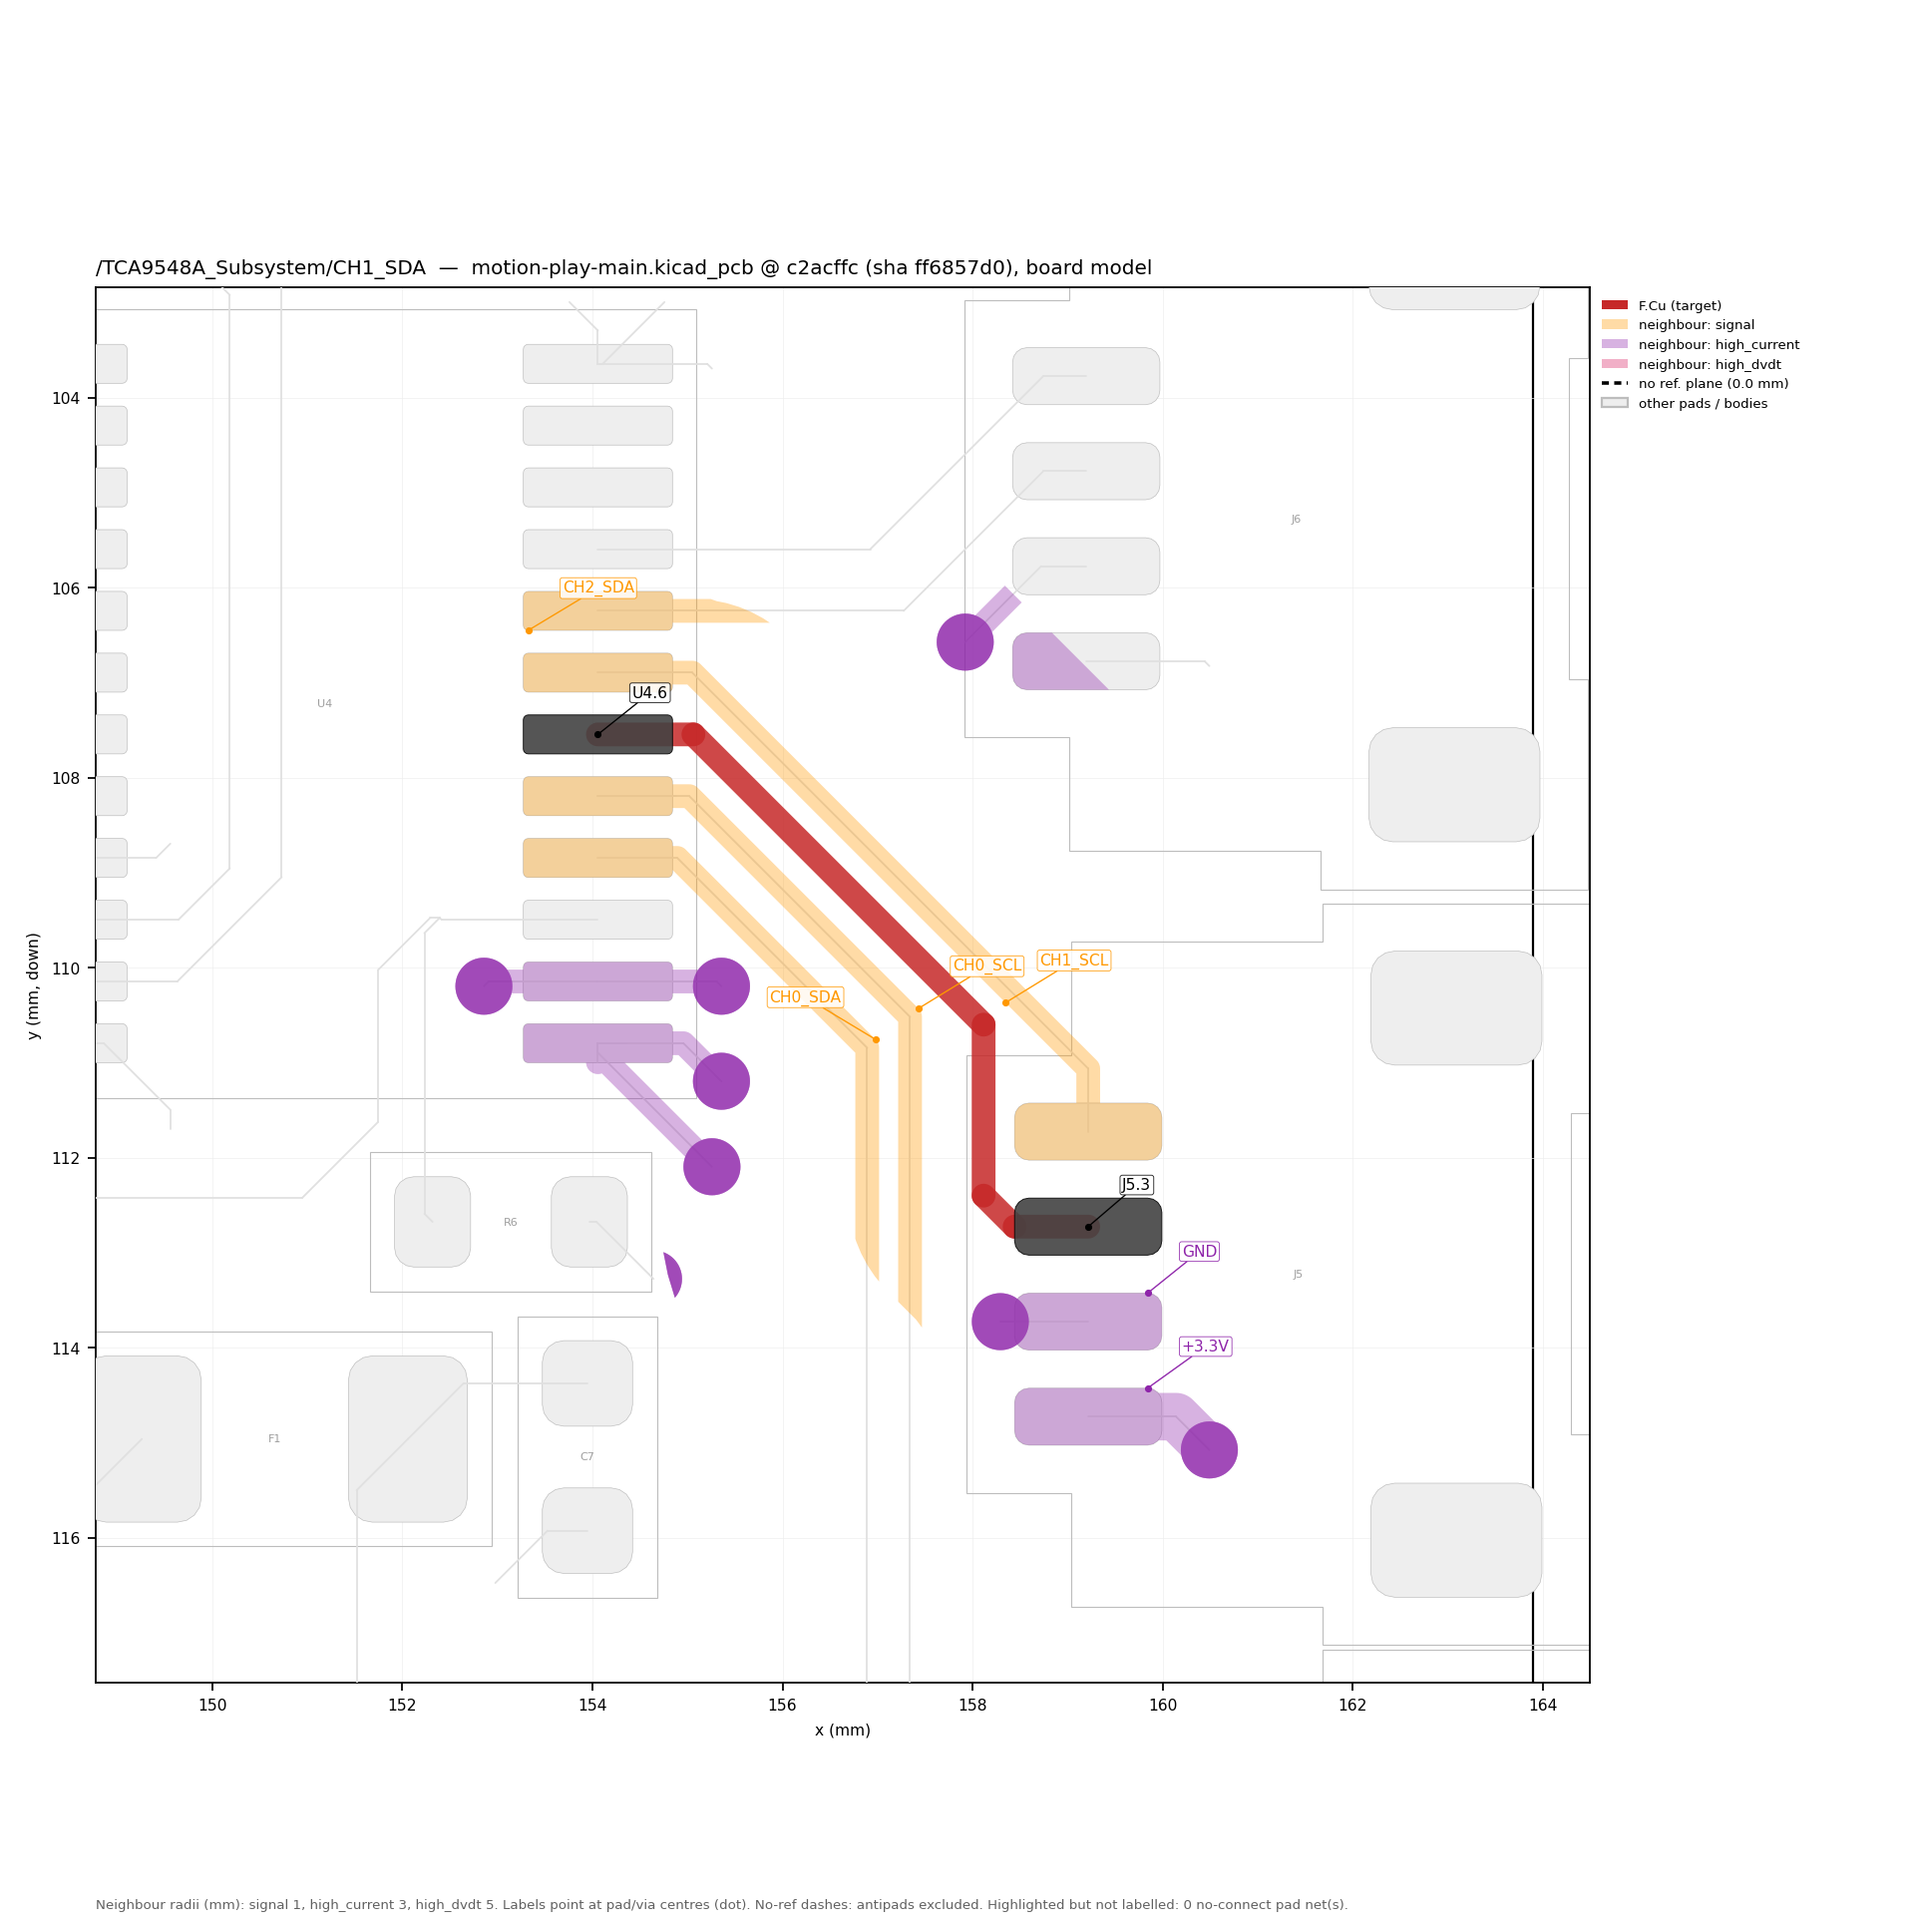 /TCA9548A_Subsystem/CH1_SDA — motion-play-main.kicad_pcb @ c2acffc (sha ff6857d0), board model
F.Cu (target)
neighbour: signal
neighbour: high_current
neighbour: high_dvdt
no ref. plane (0.0 mm)
other pads / bodies
104
J6
106
CH2_SDA
U4.6
U4
108
CH0_SCL
CH1_SCL
110
CH0_SDA
y (mm, down)
112
J5.3
R6
GND
J5
114
+3.3V
F1
C7
116
150
152
154
156
158
160
162
164
x (mm)
Neighbour radii (mm): signal 1, high_current 3, high_dvdt 5. Labels point at pad/via centres (dot). No-ref dashes: antipads excluded. Highlighted but not labelled: 0 no-connect pad net(s).